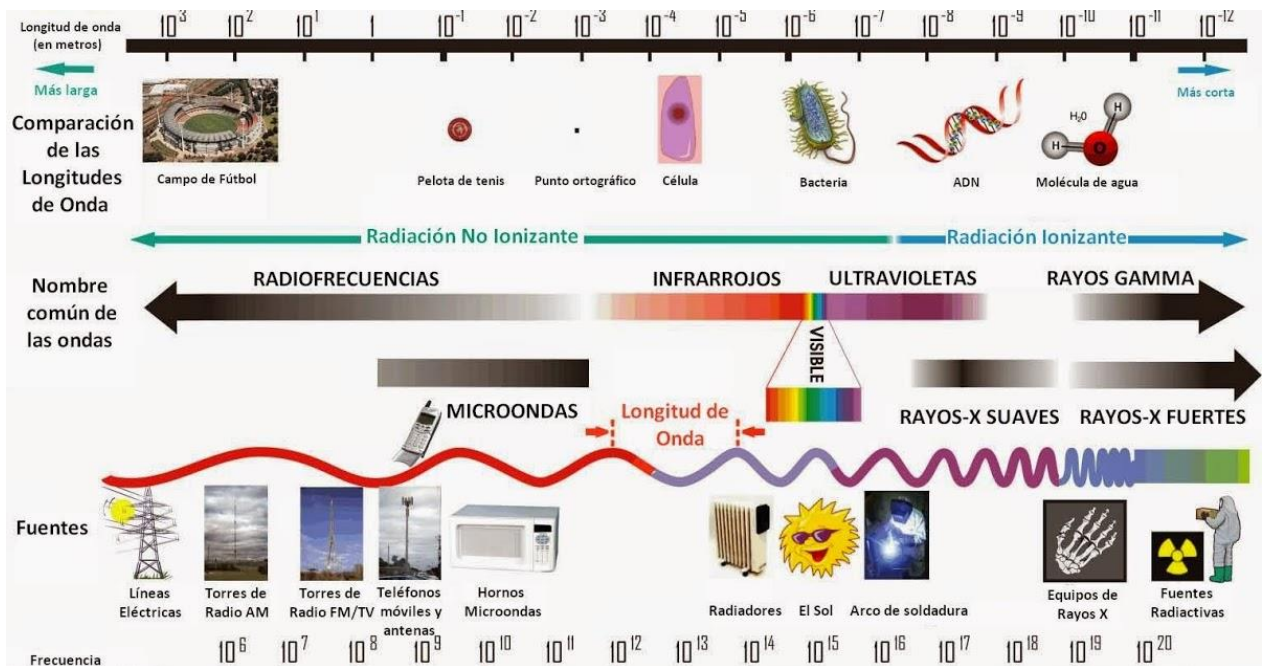 Longitud de onda
(en metros)
10³ 10² 10¹ 1 10⁻¹ 10⁻² 10⁻³ 10⁻⁴ 10⁻⁵ 10⁻⁶ 10⁻⁷ 10⁻⁸ 10⁻⁹ 10⁻¹⁰ 10⁻¹¹ 10⁻¹²
Más larga
Más corta
Comparación
de las
Longitudes
de Onda
Campo de Fútbol
Pelota de tenis
Punto ortográfico
Célula
Bacteria
ADN
H₂0
H
O
H
Molécula de agua
Radiación No Ionizante
Radiación Ionizante
Nombre
común de
las ondas
RADIOFRECUENCIAS
INFRARROJOS
ULTRAVIOLETAS
RAYOS GAMMA
VISIBLE
MICROONDAS
RAYOS-X SUAVES
RAYOS-X FUERTES
Longitud de
Onda
Fuentes
Líneas
Eléctricas
Torres de
Radio AM
Torres de
Radio FM/TV
Teléfonos
móviles y
antenas
Hornos
Microondas
Radiadores
El Sol
Arco de soldadura
Equipos de
Rayos X
Fuentes
Radiactivas
Frecuencia
10⁶ 10⁷ 10⁸ 10⁹ 10¹⁰ 10¹¹ 10¹² 10¹³ 10¹⁴ 10¹⁵ 10¹⁶ 10¹⁷ 10¹⁸ 10¹⁹ 10²⁰